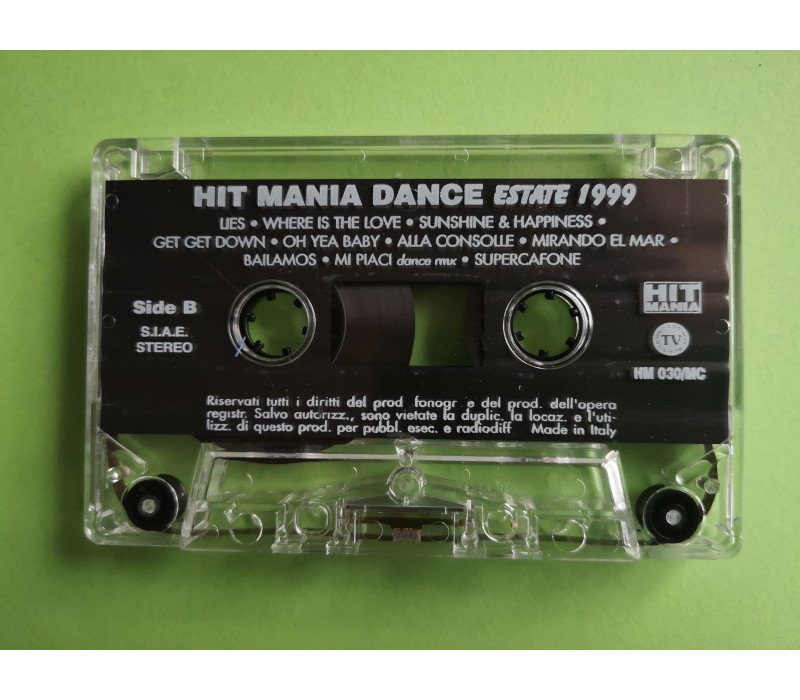 HIT MANIA DANCE ESTATE 1999
LIES • WHERE IS THE LOVE • SUNSHINE & HAPPINESS •
GET GET DOWN • OH YEA BABY • ALLA CONSOLLE • MIRANDO EL MAR •
BAILAMOS • MI PIACI dance rmx • SUPERCAFONE
Side B
S.I.A.E.
STEREO
HIT
MANIA
TV
HM 030/MC
Riservati tutti i diritti del prod fonogr e del prod. dell'opera
registr. Salvo autorizz., sono vietate la duplic. la locaz. e l'uti-
lizz. di questo prod. per pubbl. esec. e radiodiff Made in Italy